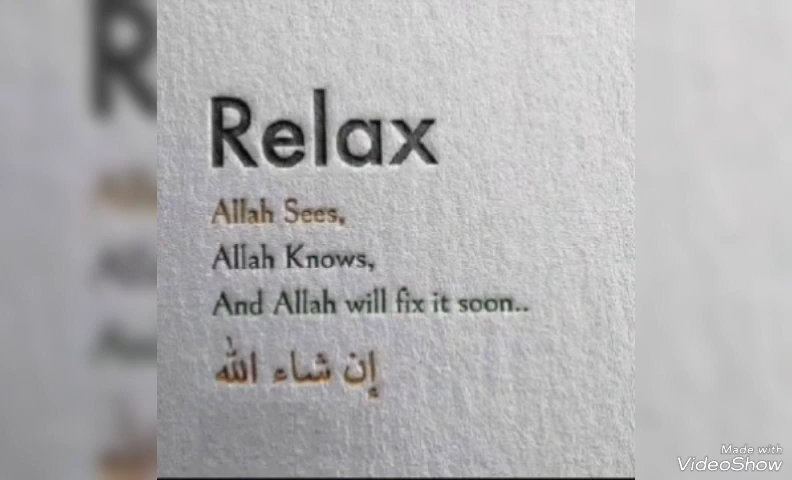 Relax
Allah Sees,
Allah Knows,
And Allah will fix it soon..
إن شاء الله
Made with
VideoShow